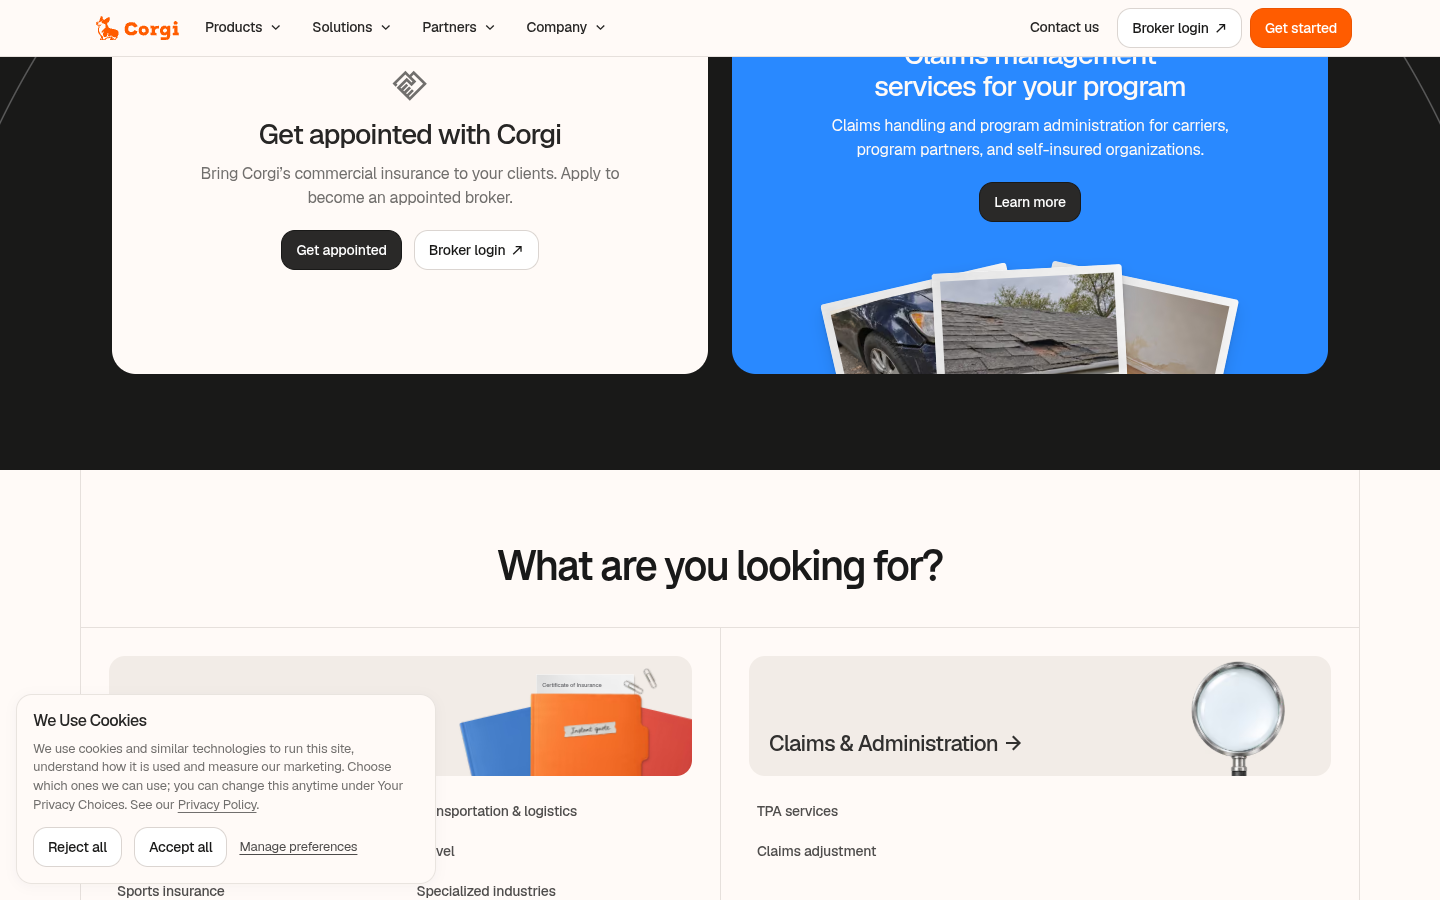 Corgi
Products
Solutions
Partners
Company
Contact us
Broker login
Get started
Get appointed with Corgi
Bring Corgi’s commercial insurance to your clients. Apply to
become an appointed broker.
Get appointed
Broker login
Claims management
services for your program
Claims handling and program administration for carriers,
program partners, and self-insured organizations.
Learn more
What are you looking for?
Certificate of Insurance
Instant quote
Claims & Administration
nsportation & logistics
TPA services
vel
Claims adjustment
Sports insurance
Specialized industries
We Use Cookies
We use cookies and similar technologies to run this site,
understand how it is used and measure our marketing. Choose
which ones we can use; you can change this anytime under Your
Privacy Choices. See our Privacy Policy.
Reject all
Accept all
Manage preferences